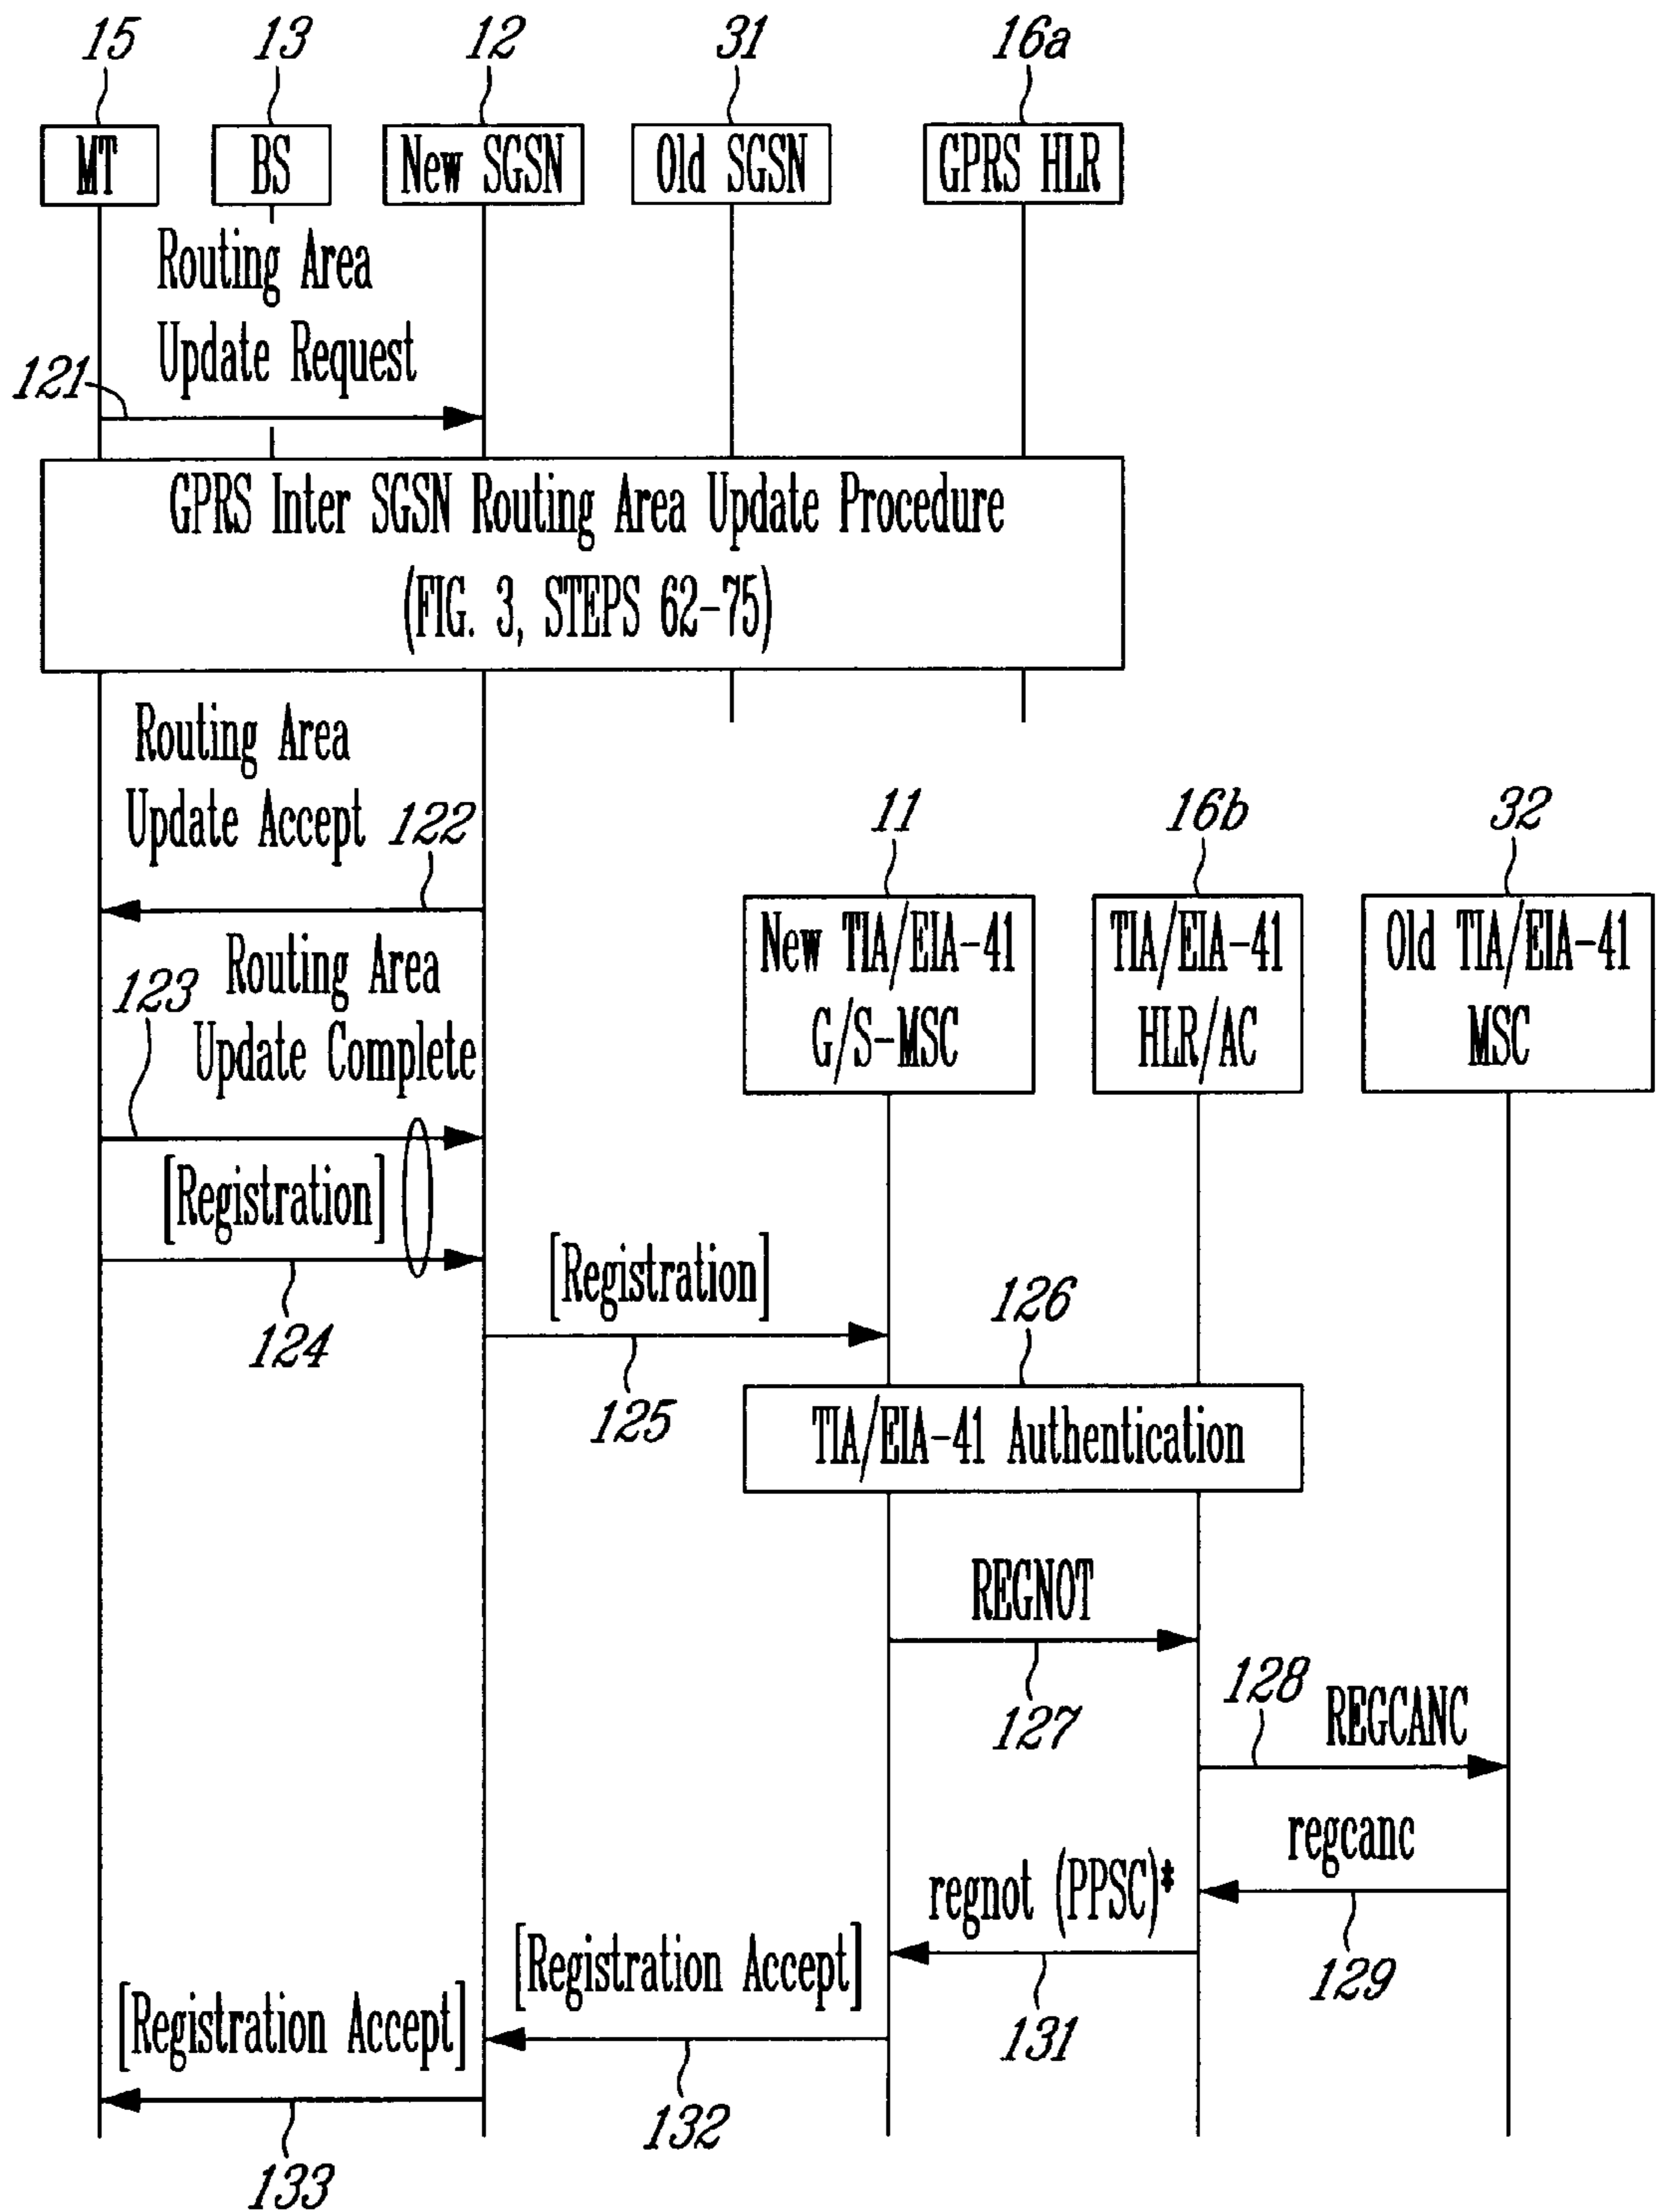 15
13
12
31
16a
MT
BS
New SGSN
Old SGSN
GPRS HLR
Routing Area
Update Request
121
GPRS Inter SGSN Routing Area Update Procedure
(FIG. 3, STEPS 62-75)
Routing Area
Update Accept
122
11
16b
32
New TIA/EIA-41
G/S-MSC
TIA/EIA-41
HLR/AC
Old TIA/EIA-41
MSC
123
Routing Area
Update Complete
[Registration]
124
[Registration]
125
126
TIA/EIA-41 Authentication
REGNOT
127
128
REGCANC
regcanc
129
regnot (PPSC)*
131
[Registration Accept]
132
[Registration Accept]
133